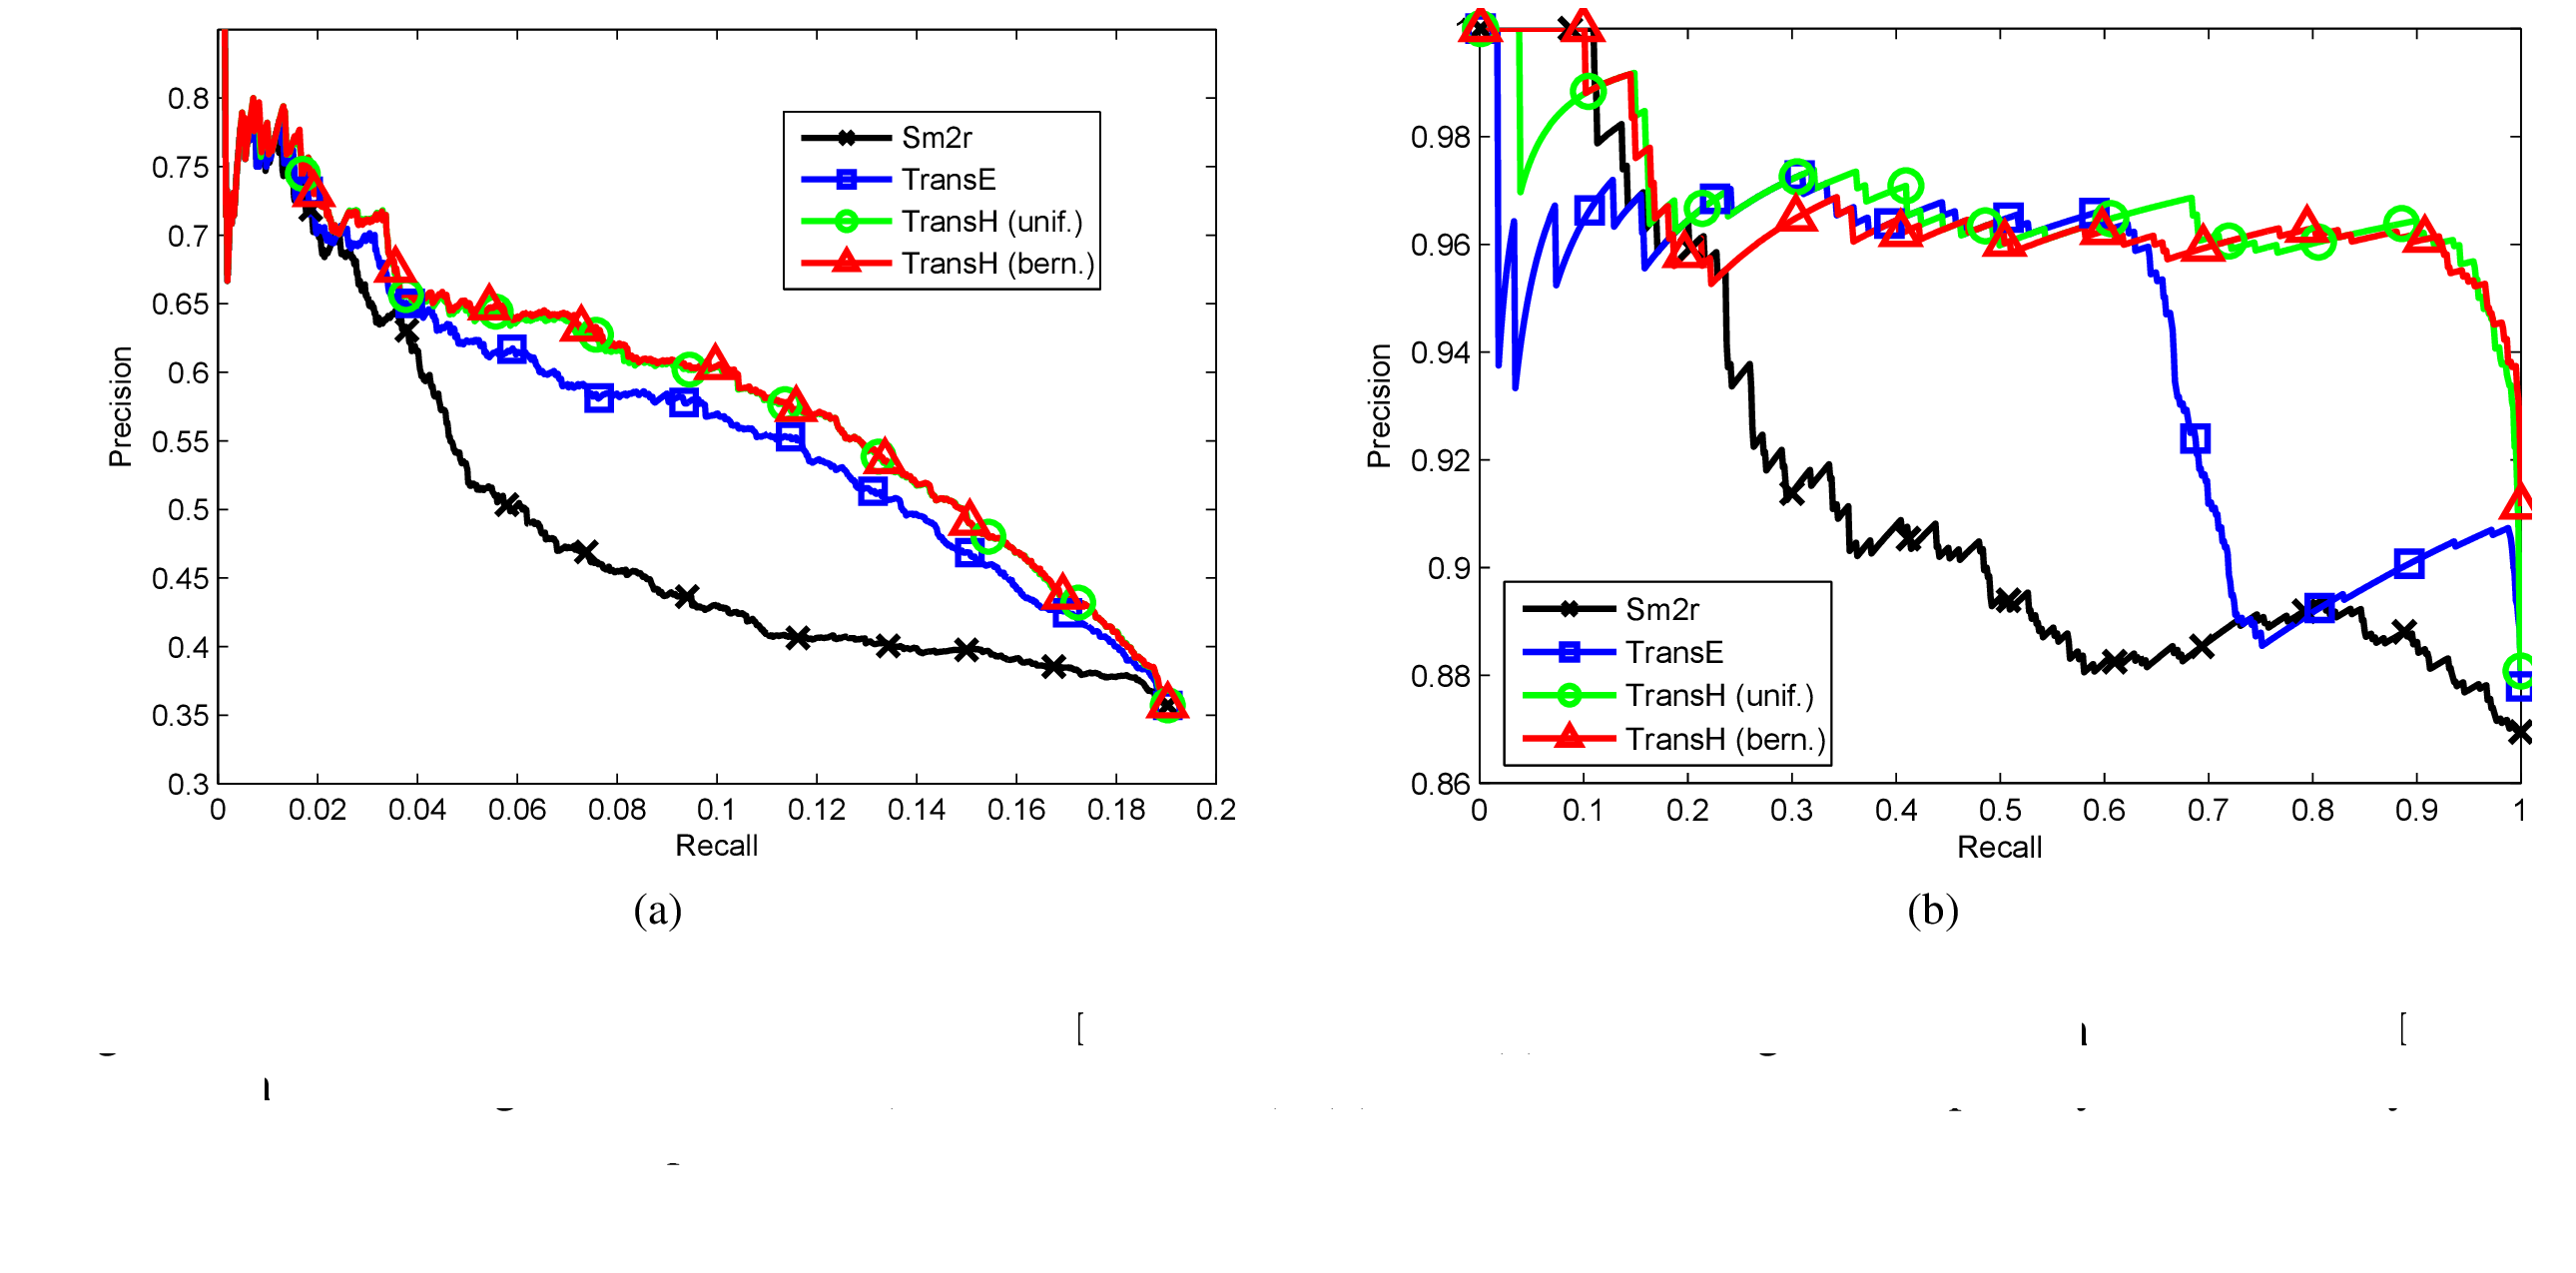 0.8
0.75
0.7
0.65
0.6
0.55
0.5
0.45
0.4
0.35
0.3
Precision
0 0.02 0.04 0.06 0.08 0.1 0.12 0.14 0.16 0.18 0.2
Recall
Sm2r
TransE
TransH (unif.)
TransH (bern.)
(a)
0.98
0.96
0.94
0.92
0.9
0.88
0.86
Precision
0 0.1 0.2 0.3 0.4 0.5 0.6 0.7 0.8 0.9 1
Recall
Sm2r
TransE
TransH (unif.)
TransH (bern.)
(b)